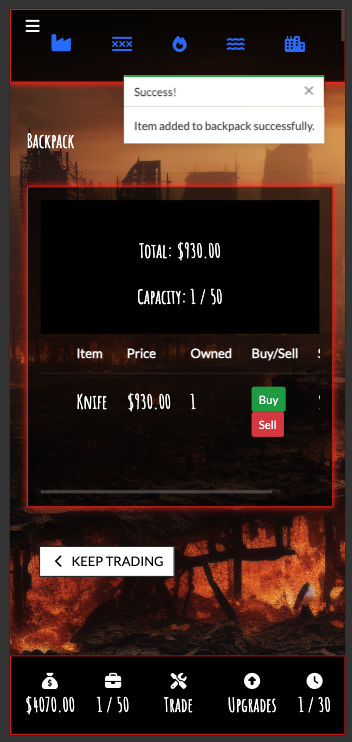 Success!
Item added to backpack successfully.
Backpack
Total: $930.00
Capacity: 1 / 50
Item Price Owned Buy/Sell
Knife $930.00 1 Buy
Sell
KEEP TRADING
$4070.00 1 / 50 Trade Upgrades 1 / 30